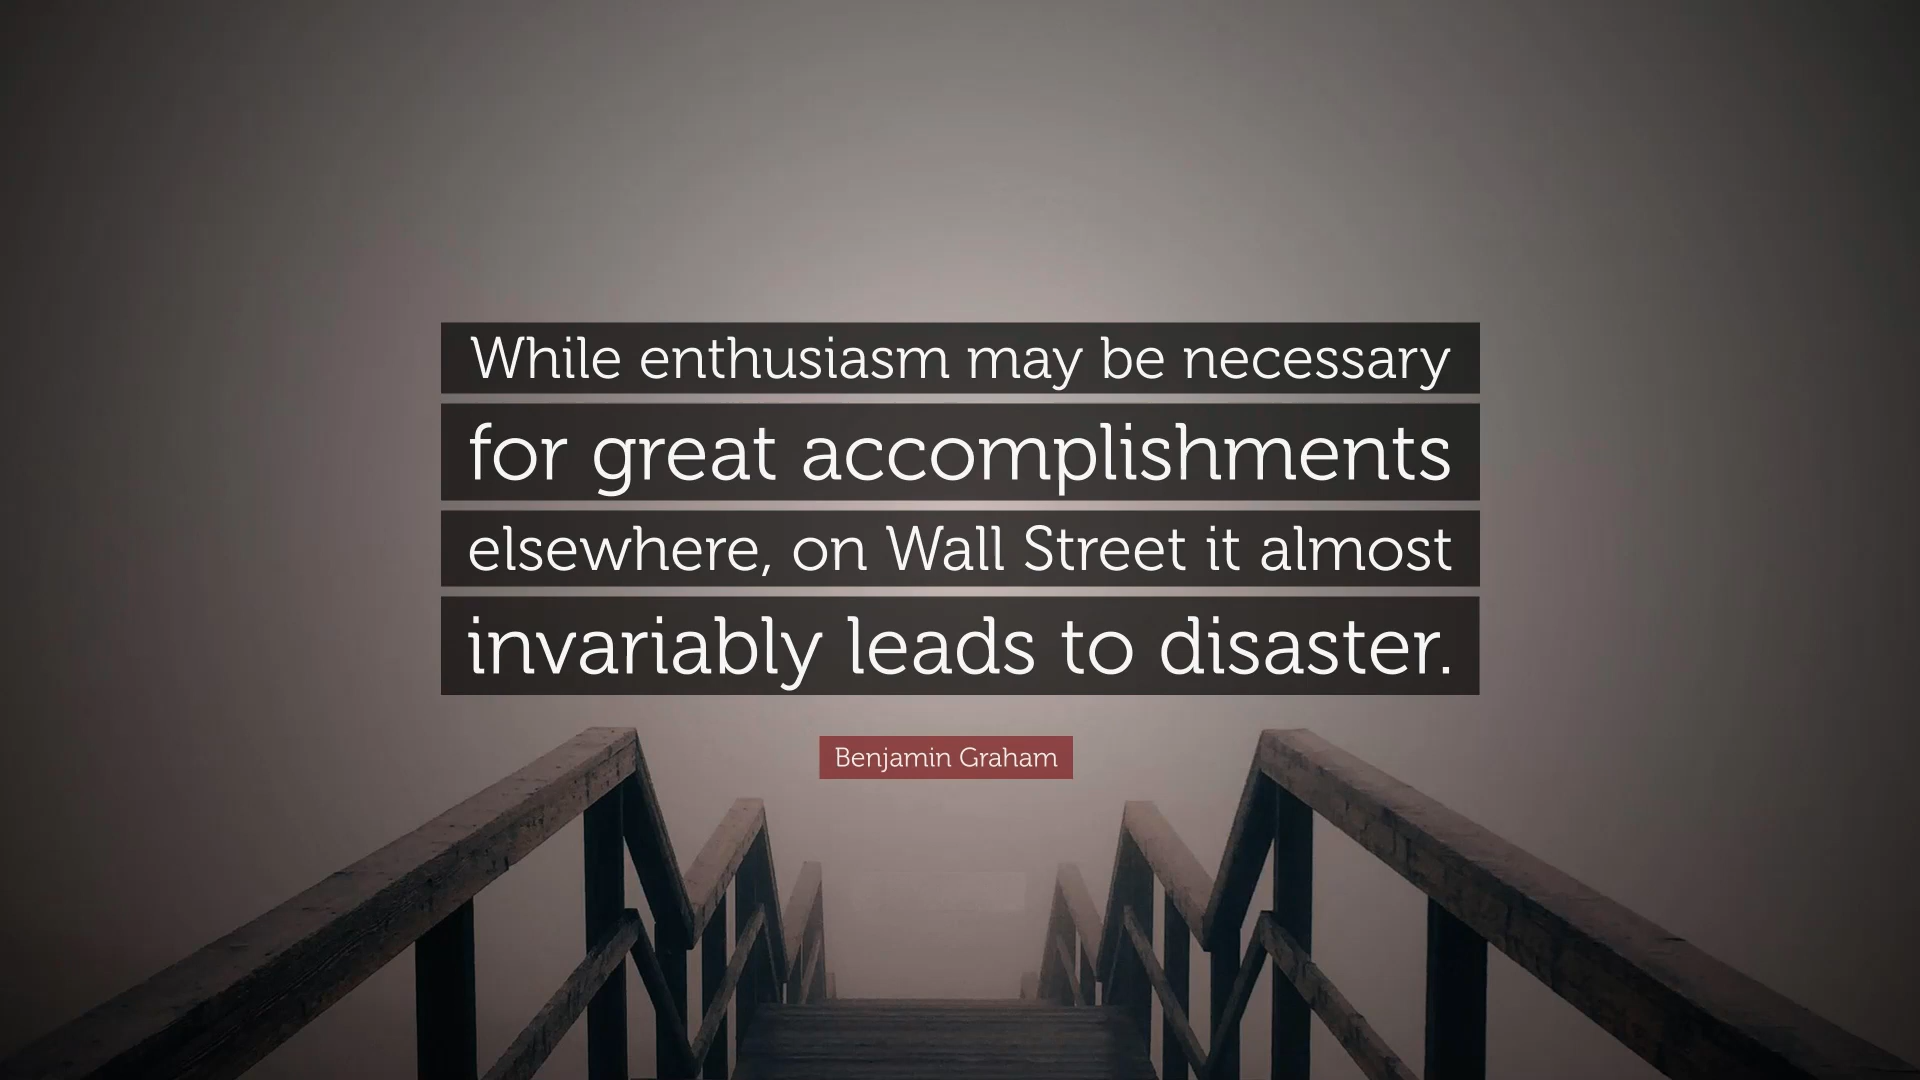 While enthusiasm may be necessary
for great accomplishments
elsewhere, on Wall Street it almost
invariably leads to disaster.
Benjamin Graham